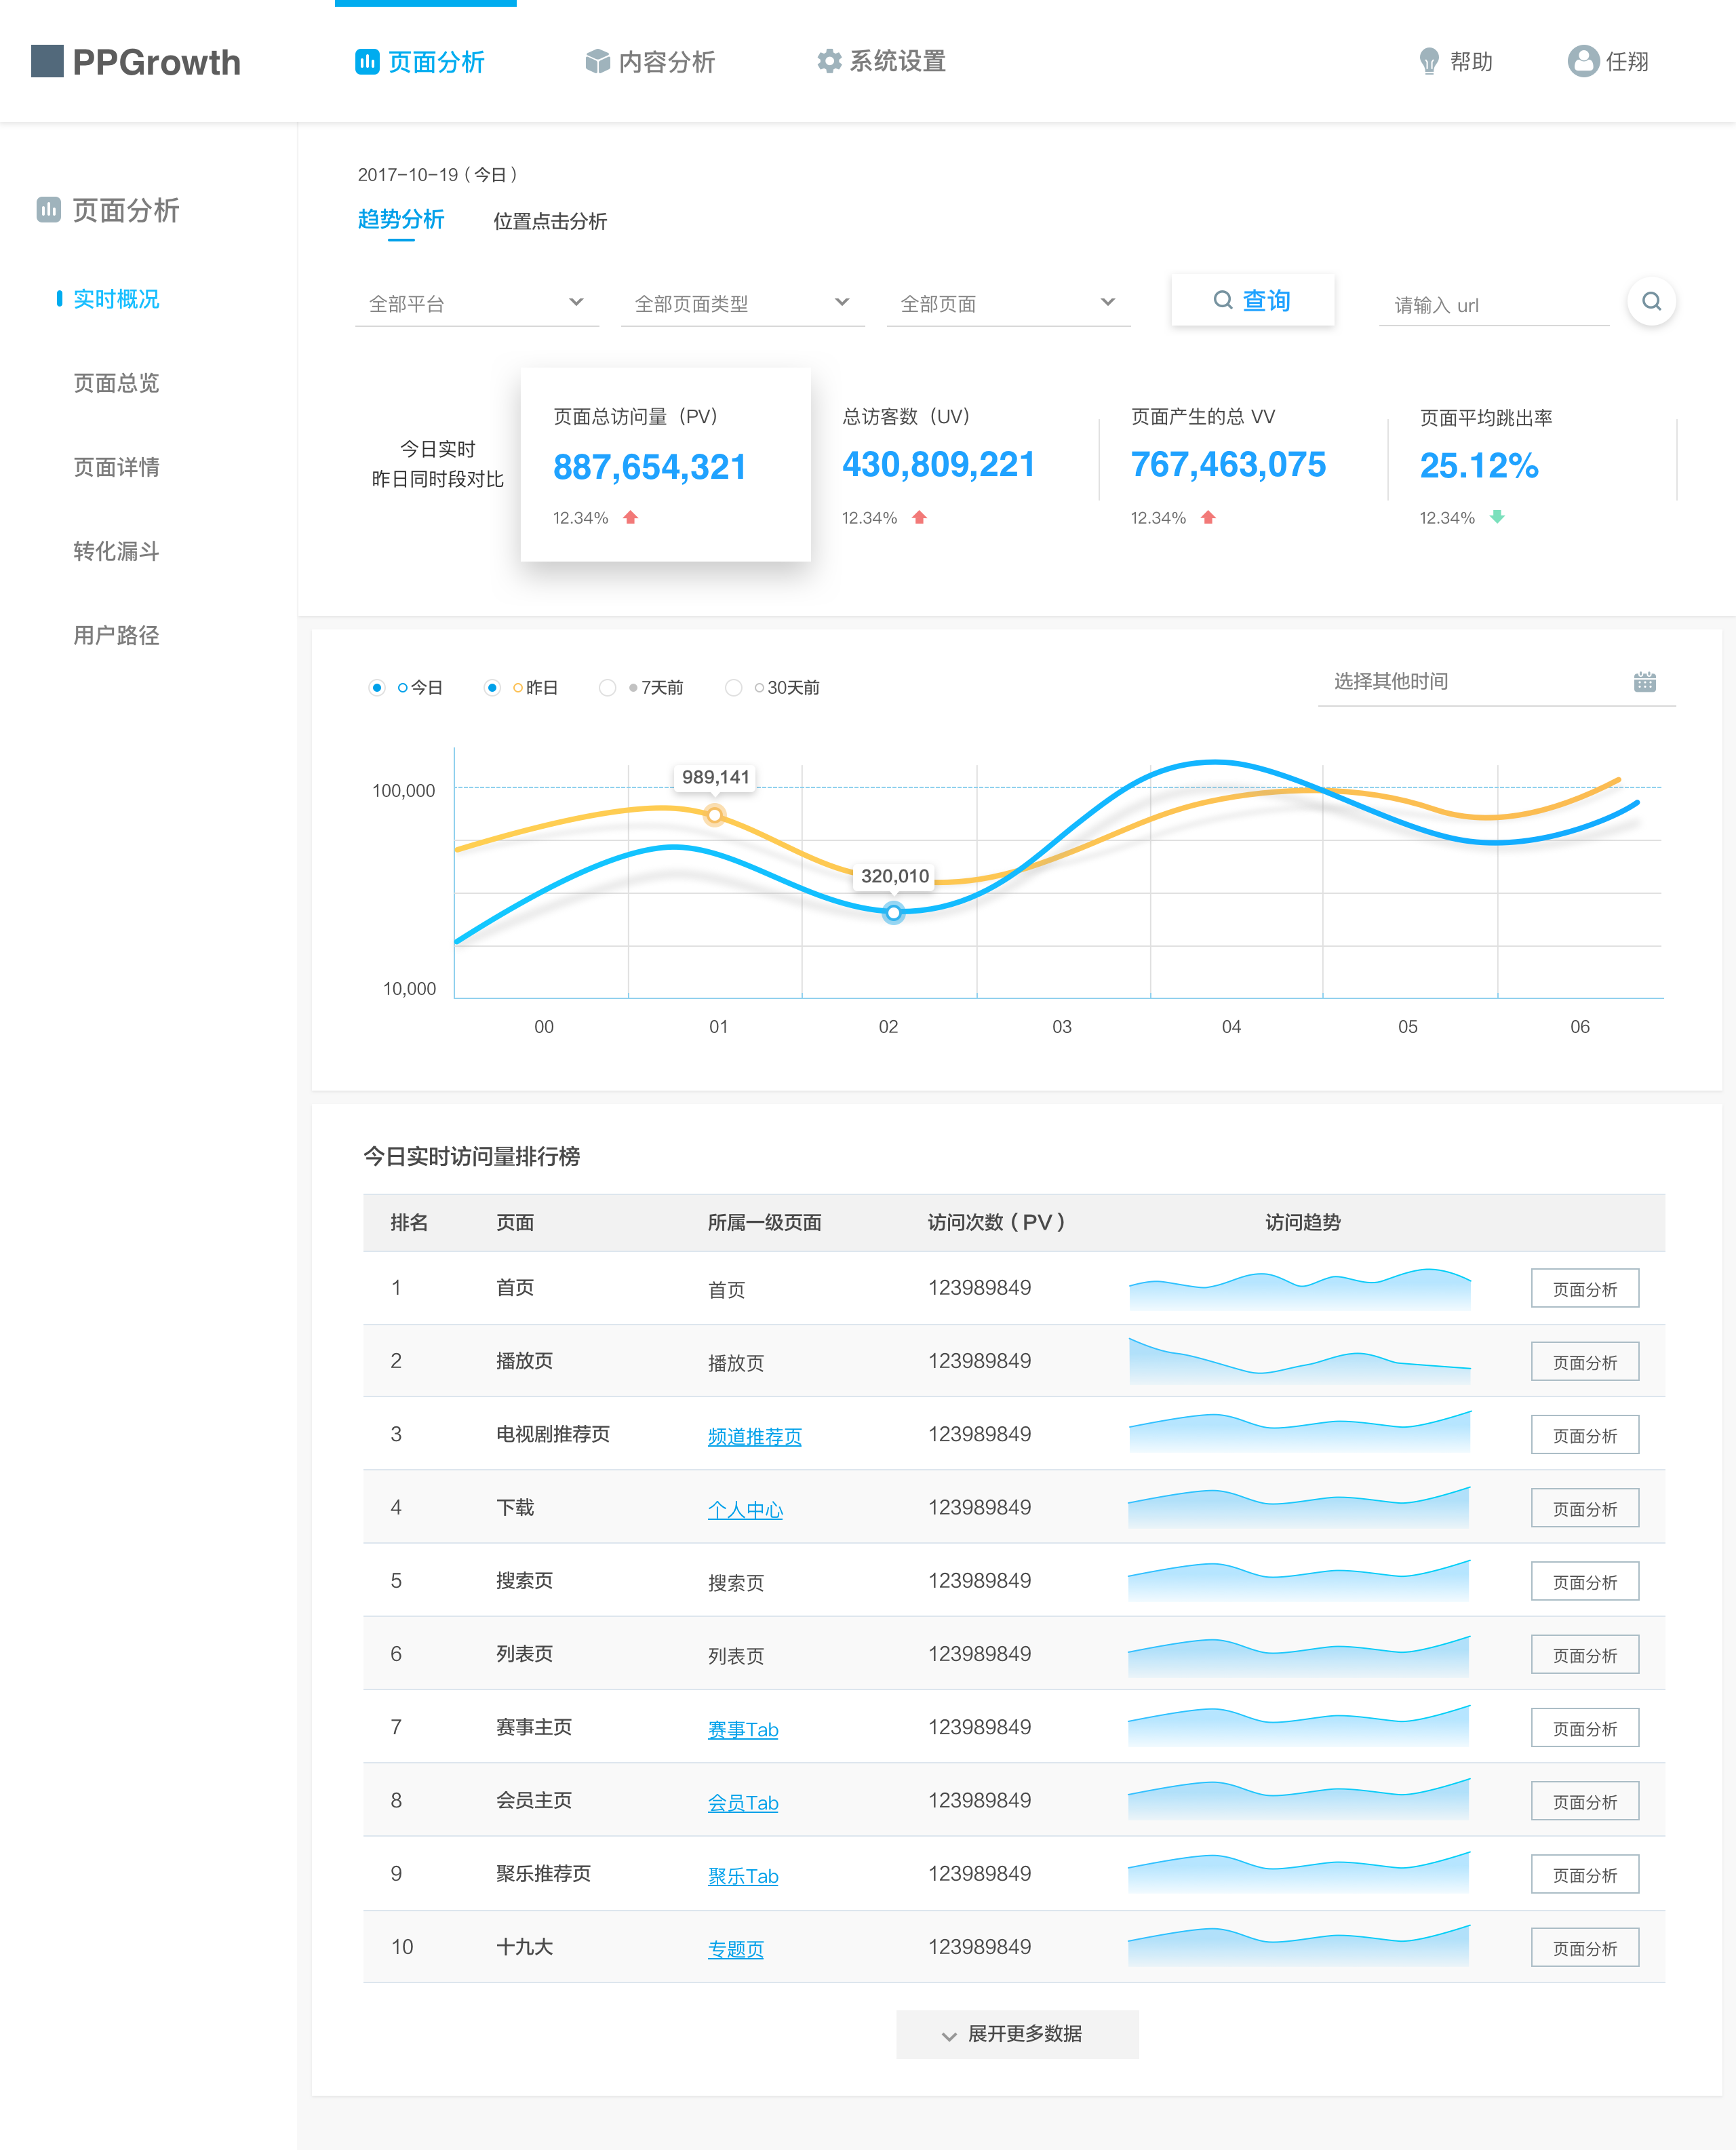 PPGrowth
页面分析
内容分析
系统设置
帮助
任翔
页面分析
实时概况
页面总览
页面详情
转化漏斗
用户路径
2017-10-19（今日）
趋势分析
位置点击分析
全部平台
全部页面类型
全部页面
查询
请输入 url
今日实时
昨日同时段对比
页面总访问量（PV）
887,654,321
12.34%
总访客数（UV）
430,809,221
12.34%
页面产生的总 VV
767,463,075
12.34%
页面平均跳出率
25.12%
12.34%
今日
昨日
7天前
30天前
选择其他时间
100,000
10,000
989,141
320,010
00 01 02 03 04 05 06
今日实时访问量排行榜
排名 页面 所属一级页面 访问次数（PV） 访问趋势
1 首页 首页 123989849 页面分析
2 播放页 播放页 123989849 页面分析
3 电视剧推荐页 频道推荐页 123989849 页面分析
4 下载 个人中心 123989849 页面分析
5 搜索页 搜索页 123989849 页面分析
6 列表页 列表页 123989849 页面分析
7 赛事主页 赛事Tab 123989849 页面分析
8 会员主页 会员Tab 123989849 页面分析
9 聚乐推荐页 聚乐Tab 123989849 页面分析
10 十九大 专题页 123989849 页面分析
展开更多数据